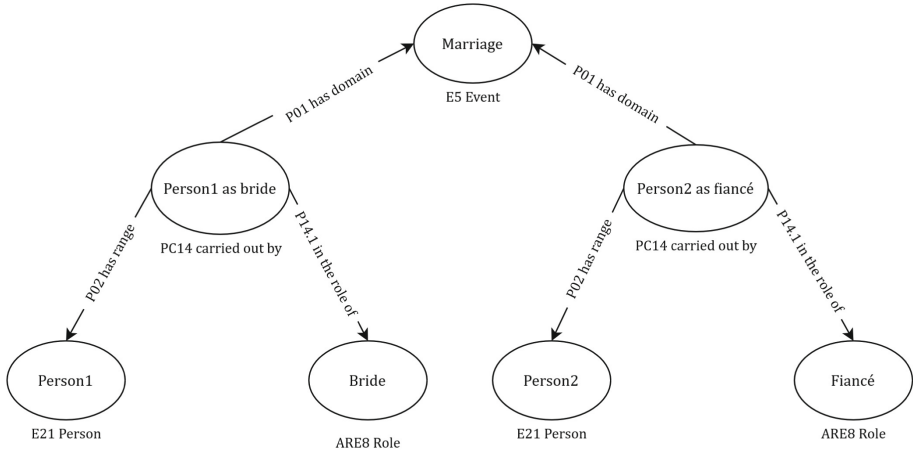 Marriage
E5 Event
P01 has domain
P01 has domain
Person1 as bride
PC14 carried out by
Person2 as fiancé
PC14 carried out by
P02 has range
P14.1 in the role of
P02 has range
P14.1 in the role of
Person1
E21 Person
Bride
ARE8 Role
Person2
E21 Person
Fiancé
ARE8 Role